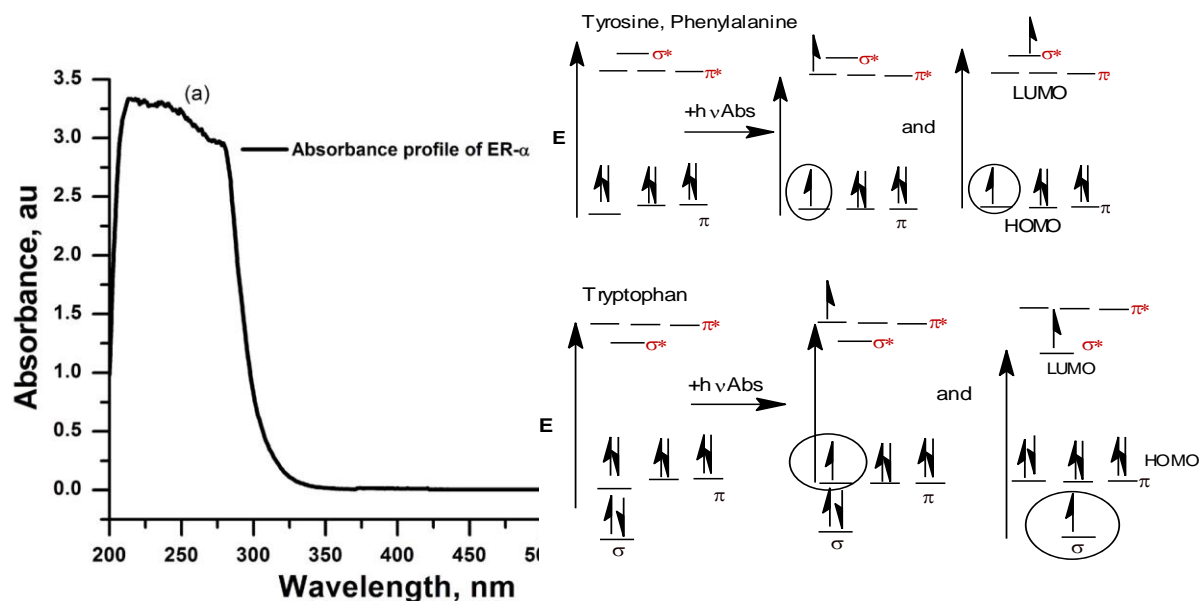 (a)
Absorbance profile of ER-α
Absorbance, au
3.5
3.0
2.5
2.0
1.5
1.0
0.5
0.0
200
250
300
350
400
450
Wavelength, nm
Tyrosine, Phenylalanine
E
σ*
π*
π
+hνAbs
σ*
π*
π
and
σ*
π*
LUMO
π
HOMO
Tryptophan
E
π*
σ*
π
σ
+hνAbs
π*
σ*
π
σ
and
π*
σ*
LUMO
HOMO
π
σ